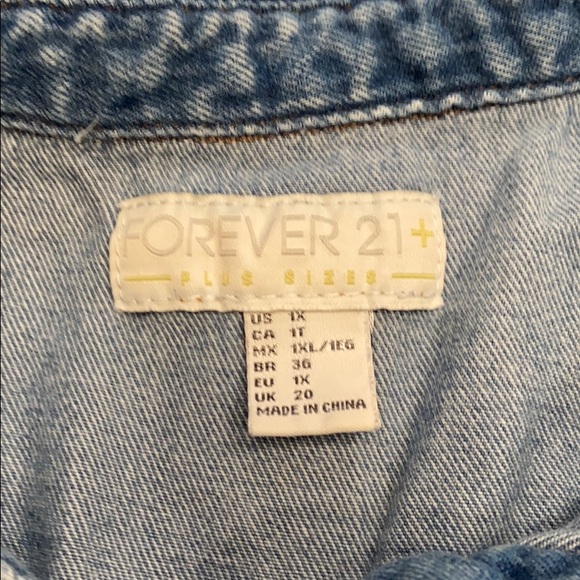 FOREVER 21+
PLUS SIZES
US 1X
CA 1T
MX 1XL/1EG
BR 36
EU 1X
UK 20
MADE IN CHINA